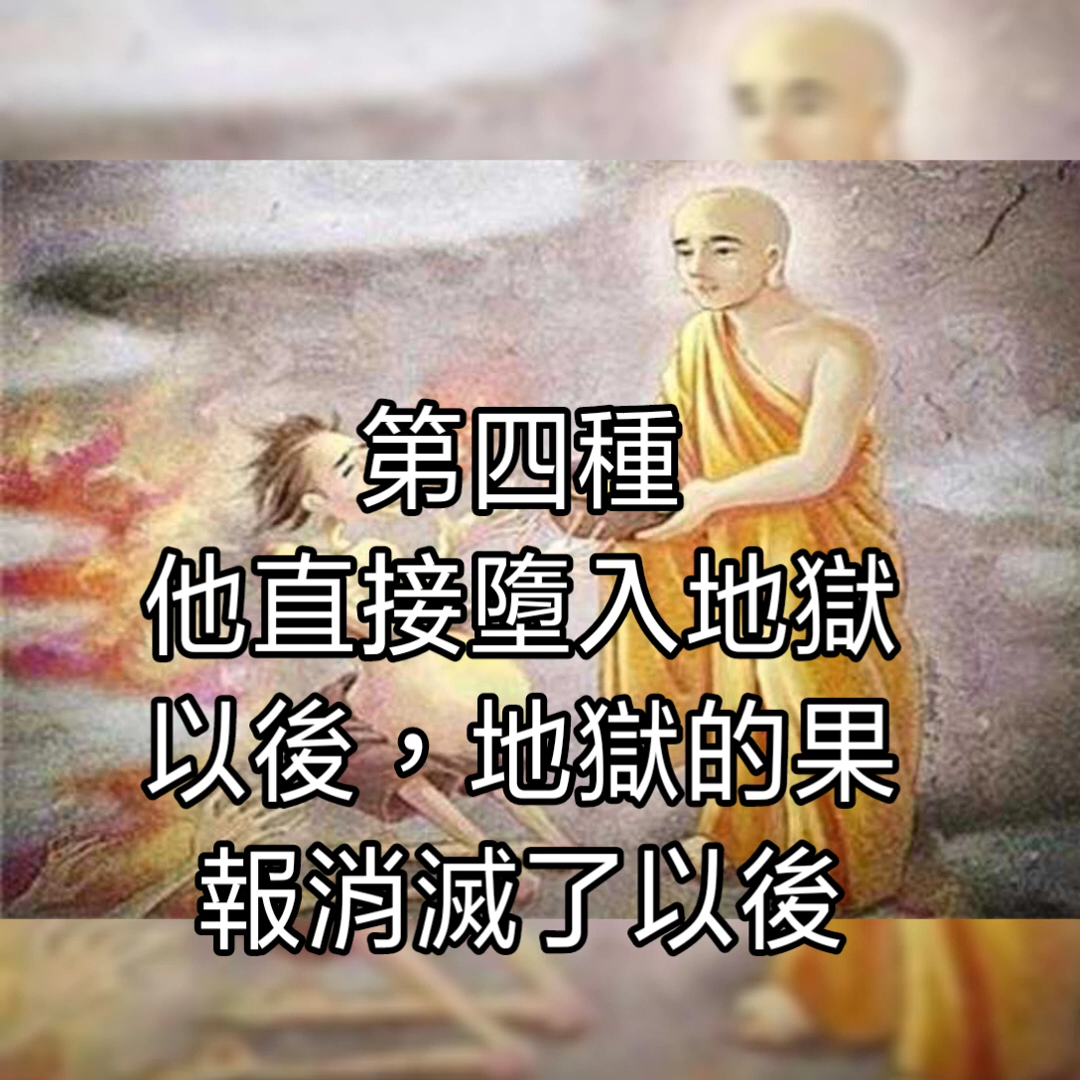 第四種
他直接墮入地獄
以後，地獄的果
報消滅了以後